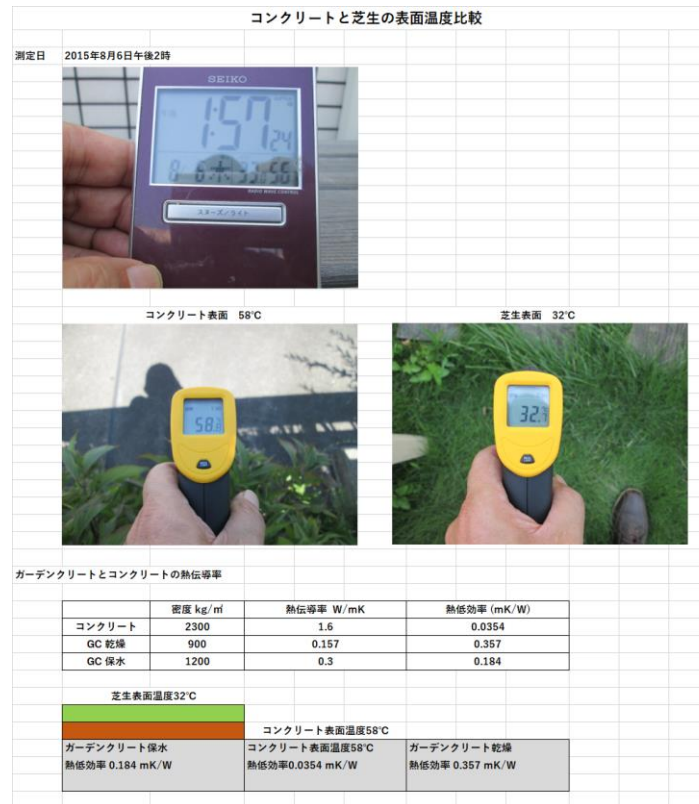 コンクリートと芝生の表面温度比較
測定日 2015年8月6日午後2時
SEIKO
1:57 24
8/ 6 木 33 56
RADIO WAVE CONTROL
スヌーズ/ライト
コンクリート表面 58℃ 芝生表面 32℃
58
32
ガーデンクリートとコンクリートの熱伝導率
密度 kg/㎥ 熱伝導率 W/mK 熱低効率 (mK/W)
コンクリート 2300 1.6 0.0354
GC 乾燥 900 0.157 0.357
GC 保水 1200 0.3 0.184
芝生表面温度32℃
コンクリート表面温度58℃
ガーデンクリート保水 コンクリート表面温度58℃ ガーデンクリート乾燥
熱低効率 0.184 mK/W 熱低効率0.0354 mK/W 熱低効率 0.357 mK/W